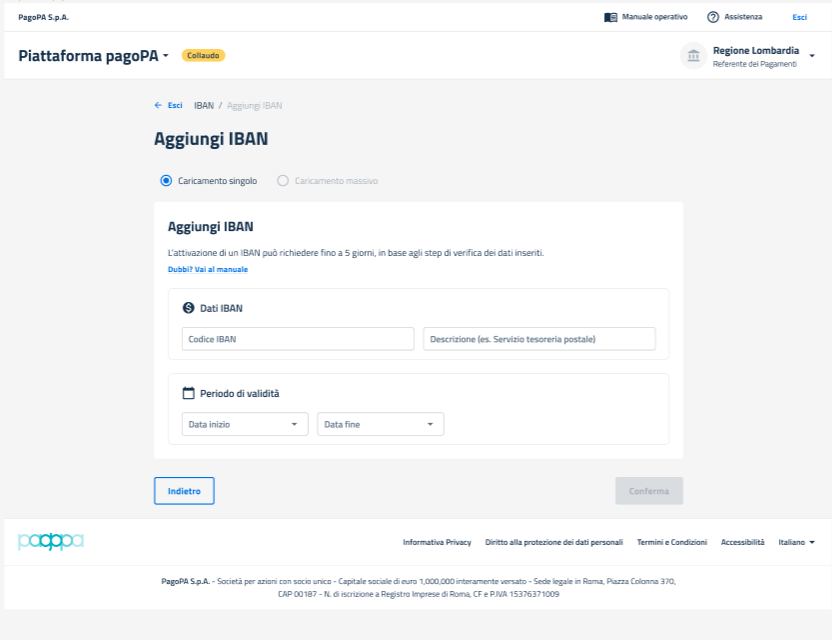 PagoPA S.p.A.
Manuale operativo
Assistenza
Esci
Piattaforma pagoPA
Collaudo
Regione Lombardia
Referente dei Pagamenti
← Esci IBAN / Aggiungi IBAN
Aggiungi IBAN
Caricamento singolo
Caricamento massivo
Aggiungi IBAN
L'attivazione di un IBAN può richiedere fino a 5 giorni, in base agli step di verifica dei dati inseriti.
Dubbi? Vai al manuale
Dati IBAN
Codice IBAN
Descrizione (es. Servizio tesoreria postale)
Periodo di validità
Data inizio
Data fine
Indietro
Conferma
pagopa
Informativa Privacy
Diritto alla protezione dei dati personali
Termini e Condizioni
Accessibilità
Italiano
PagoPA S.p.A. - Società per azioni con socio unico - Capitale sociale di euro 1,000,000 interamente versato - Sede legale in Roma, Piazza Colonna 370,
CAP 00187 - N. di iscrizione a Registro Imprese di Roma, CF e P.IVA 15376371009